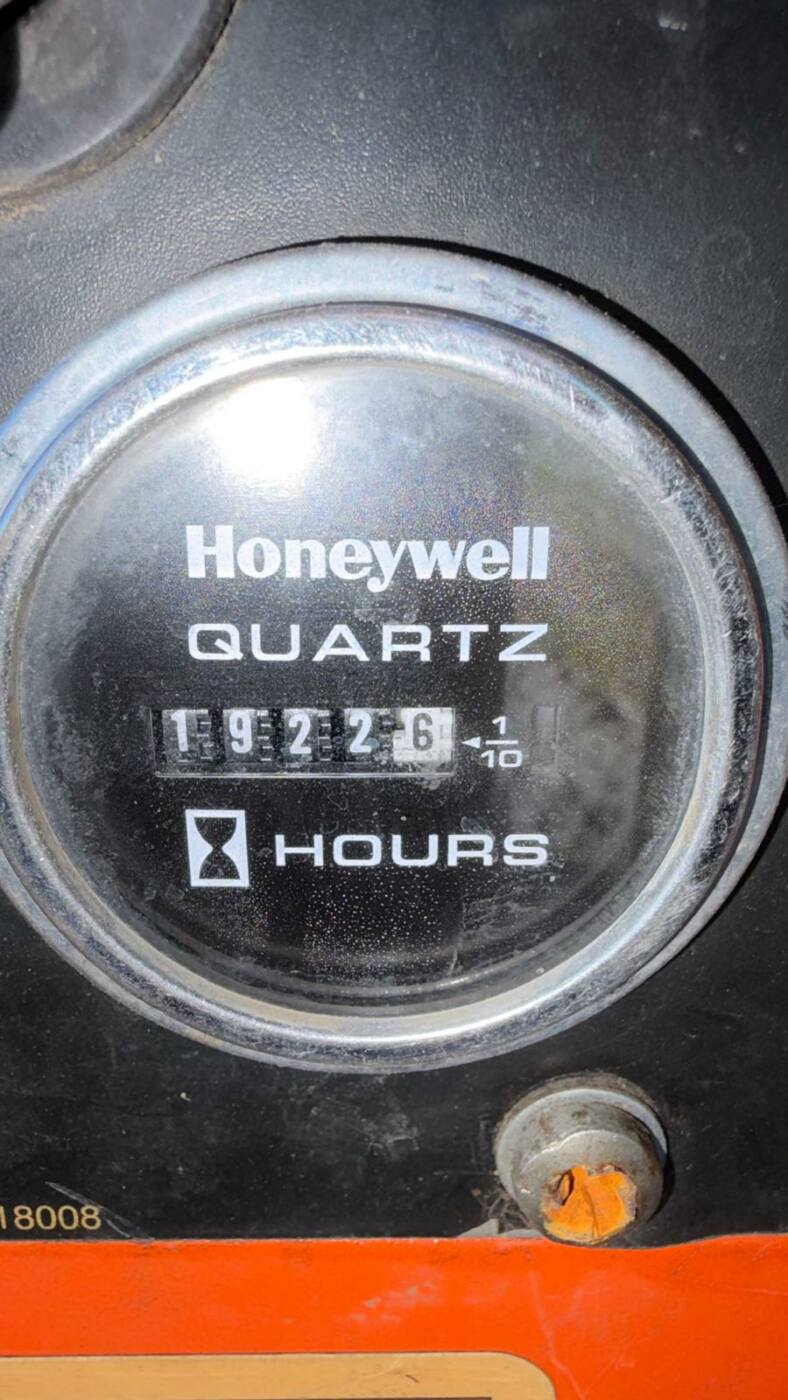 Honeywell
QUARTZ
19226 ◄ 1/10
HOURS
18008